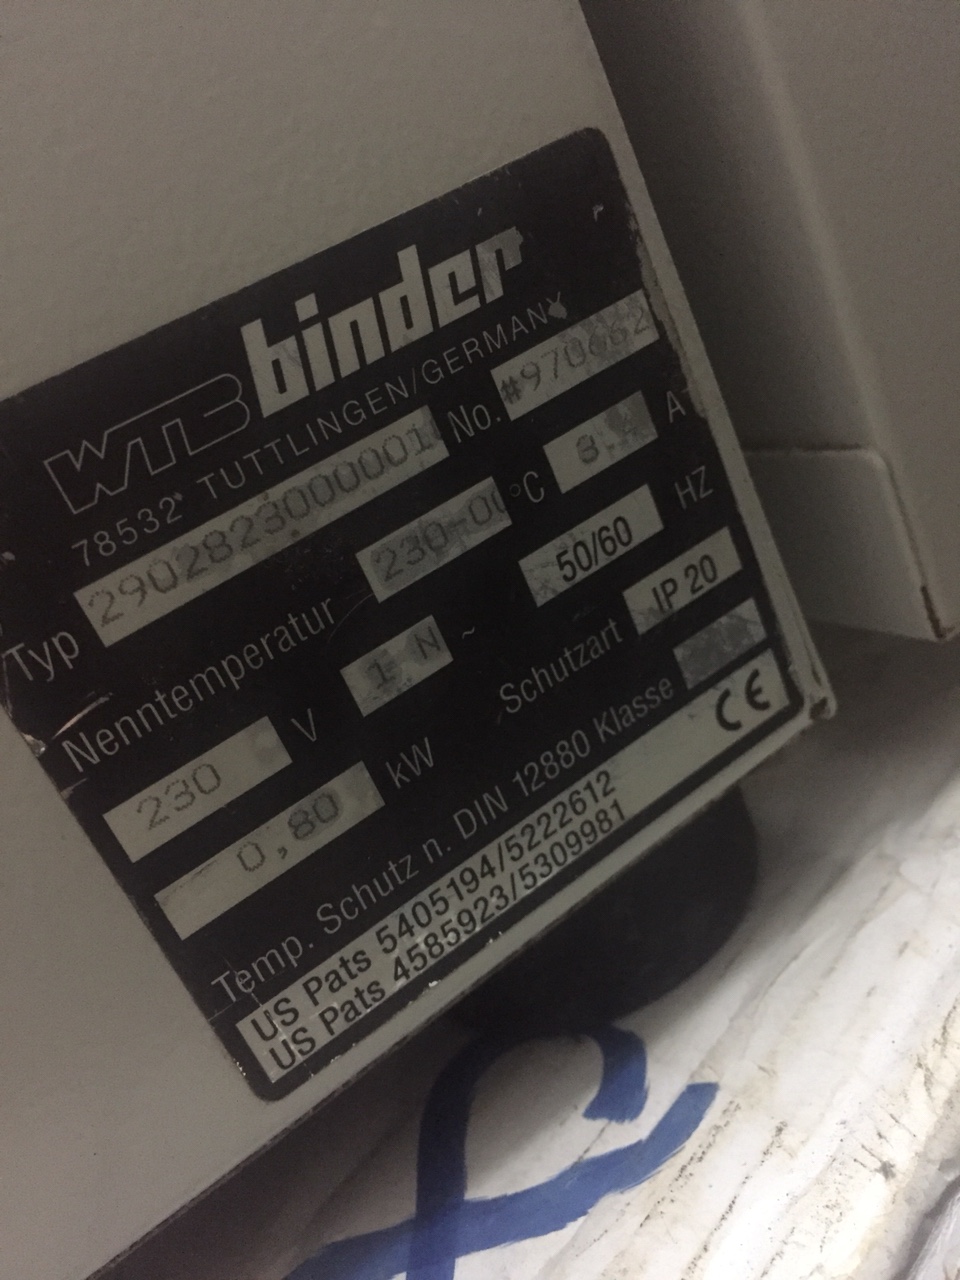 WTC binder
78532 TUTTLINGEN/GERMANY
Typ 29028230000010 No.
Nenntemperatur 230 °C A
230 V 1 N ~ 50/60 HZ
0,80 kW Schutzart IP 20
Temp. Schutz n. DIN 12880 Klasse
US Pats 5405194/5222612 CE
US Pats 4585923/5309981